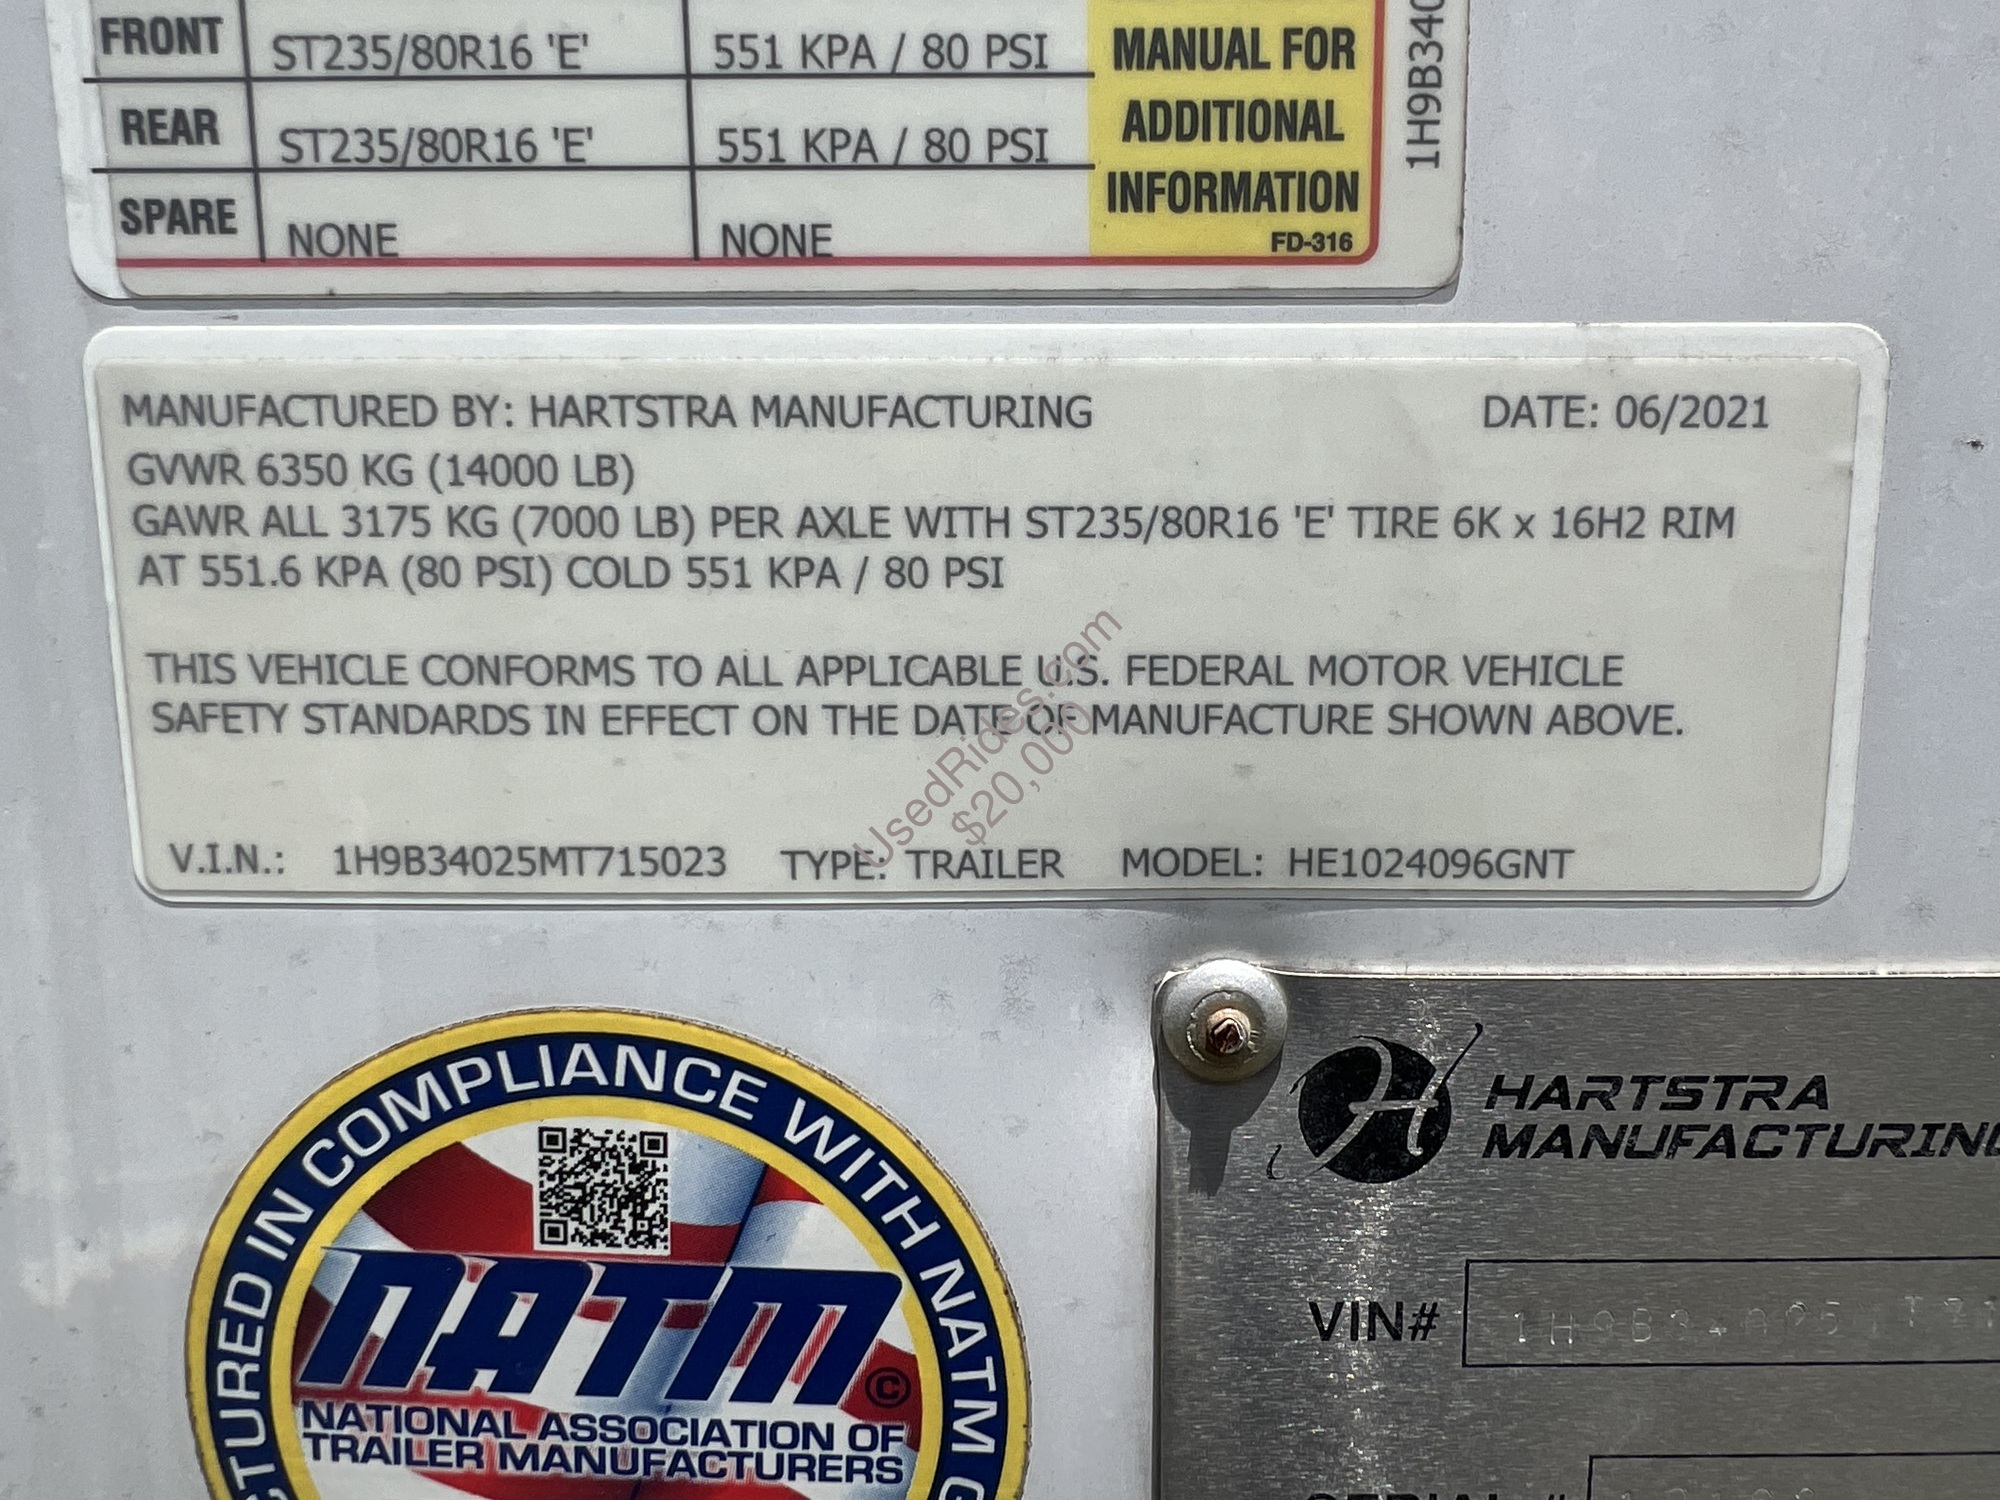 FRONT ST235/80R16 'E' 551 KPA / 80 PSI
REAR ST235/80R16 'E' 551 KPA / 80 PSI
SPARE NONE NONE
MANUAL FOR
ADDITIONAL
INFORMATION
FD-316
1H9B340
MANUFACTURED BY: HARTSTRA MANUFACTURING DATE: 06/2021
GVWR 6350 KG (14000 LB)
GAWR ALL 3175 KG (7000 LB) PER AXLE WITH ST235/80R16 'E' TIRE 6K x 16H2 RIM
AT 551.6 KPA (80 PSI) COLD 551 KPA / 80 PSI
THIS VEHICLE CONFORMS TO ALL APPLICABLE U.S. FEDERAL MOTOR VEHICLE
SAFETY STANDARDS IN EFFECT ON THE DATE OF MANUFACTURE SHOWN ABOVE.
V.I.N.: 1H9B34025MT715023 TYPE: TRAILER MODEL: HE1024096GNT
UsedRides.com
$20,000
CTURED IN COMPLIANCE WITH NATM
NATM ©
NATIONAL ASSOCIATION OF
TRAILER MANUFACTURERS
HARTSTRA
MANUFACTURING
VIN#